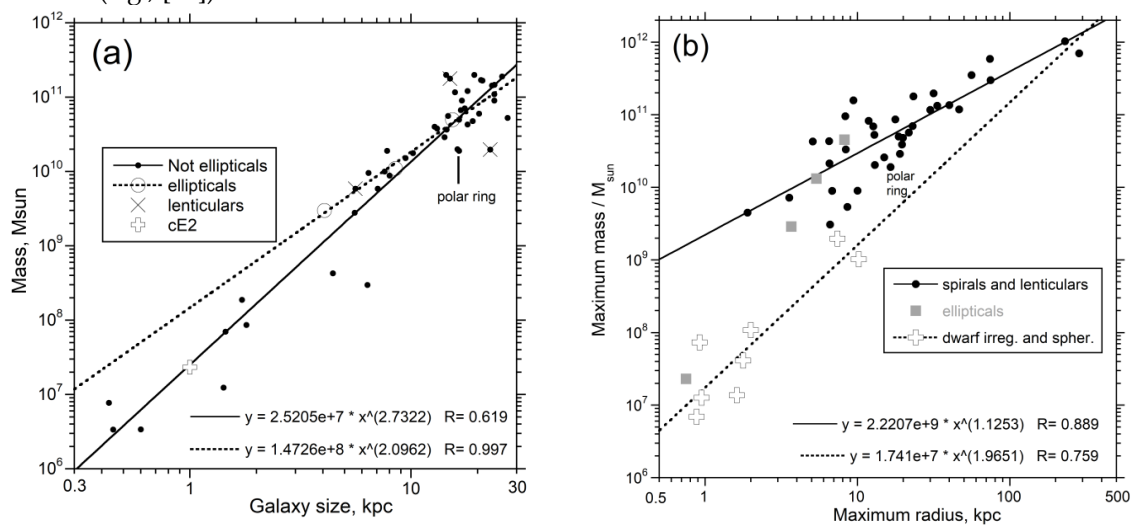 (a)
10^12
10^11
10^10
10^9
10^8
10^7
10^6
Mass, Msun
Not ellipticals
ellipticals
lenticulars
cE2
polar ring
y = 2.5205e+7 * x^(2.7322) R= 0.619
y = 1.4726e+8 * x^(2.0962) R= 0.997
0.3
1
10
30
Galaxy size, kpc
(b)
10^12
10^11
10^10
10^9
10^8
10^7
10^6
Maximum mass / M_sun
polar
ring
spirals and lenticulars
ellipticals
dwarf irreg. and spher.
y = 2.2207e+9 * x^(1.1253) R= 0.889
y = 1.741e+7 * x^(1.9651) R= 0.759
0.5
1
10
100
500
Maximum radius, kpc